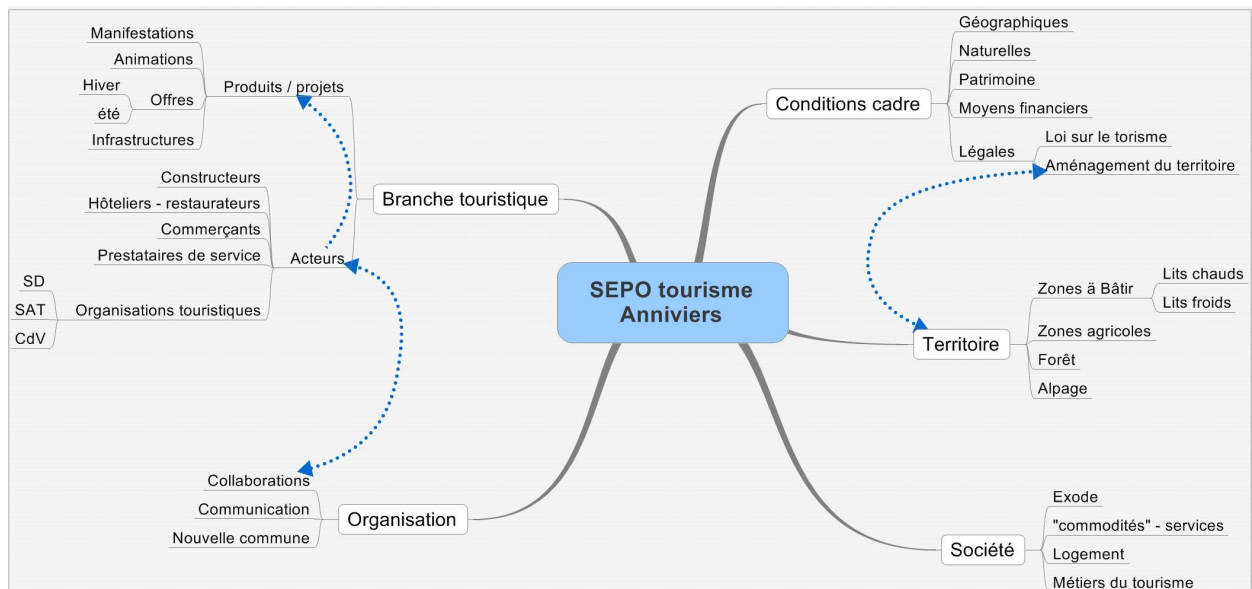 SEPO tourisme
Anniviers
Branche touristique
Produits / projets
Manifestations
Animations
Offres
Hiver
été
Infrastructures
Acteurs
Constructeurs
Hôteliers - restaurateurs
Commerçants
Prestataires de service
Organisations touristiques
SD
SAT
CdV
Organisation
Collaborations
Communication
Nouvelle commune
Conditions cadre
Géographiques
Naturelles
Patrimoine
Moyens financiers
Légales
Loi sur le torisme
Aménagement du territoire
Territoire
Zones ä Bâtir
Lits chauds
Lits froids
Zones agricoles
Forêt
Alpage
Société
Exode
"commodités" - services
Logement
Métiers du tourisme